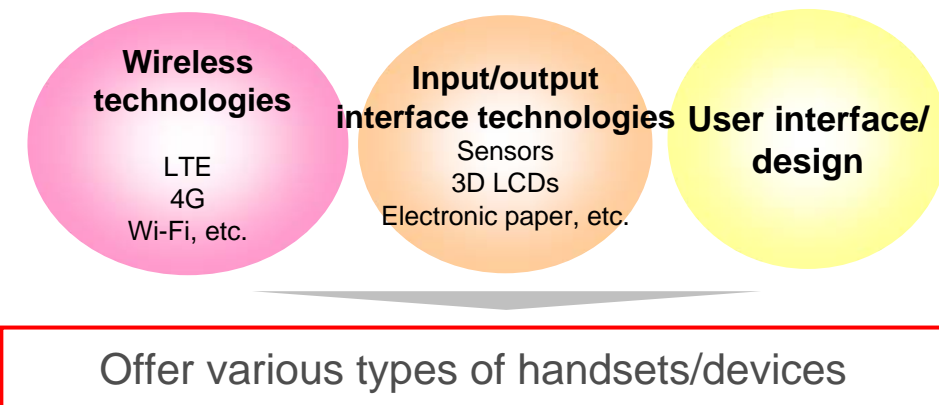 Wireless
technologies
LTE
4G
Wi-Fi, etc.
Input/output
interface technologies
Sensors
3D LCDs
Electronic paper, etc.
User interface/
design
Offer various types of handsets/devices